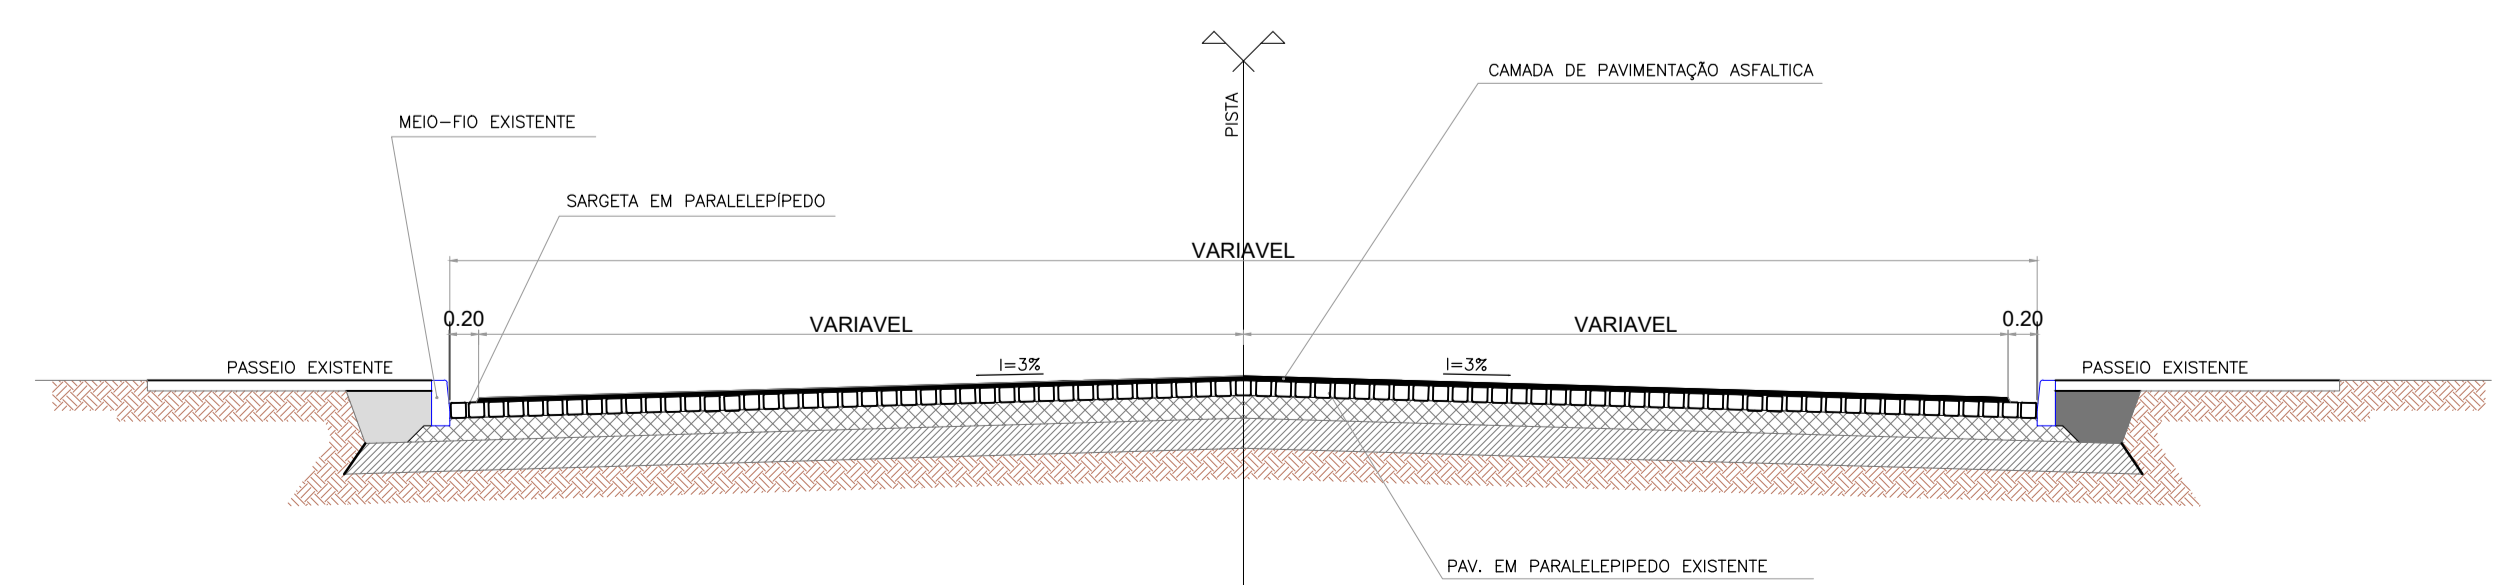 CAMADA DE PAVIMENTAÇÃO ASFALTICA
PISTA
MEIO-FIO EXISTENTE
SARGETA EM PARALELEPÍPEDO
VARIAVEL
0.20
VARIAVEL
VARIAVEL
0.20
I=3%
I=3%
PASSEIO EXISTENTE
PASSEIO EXISTENTE
PAV. EM PARALELEPIPEDO EXISTENTE